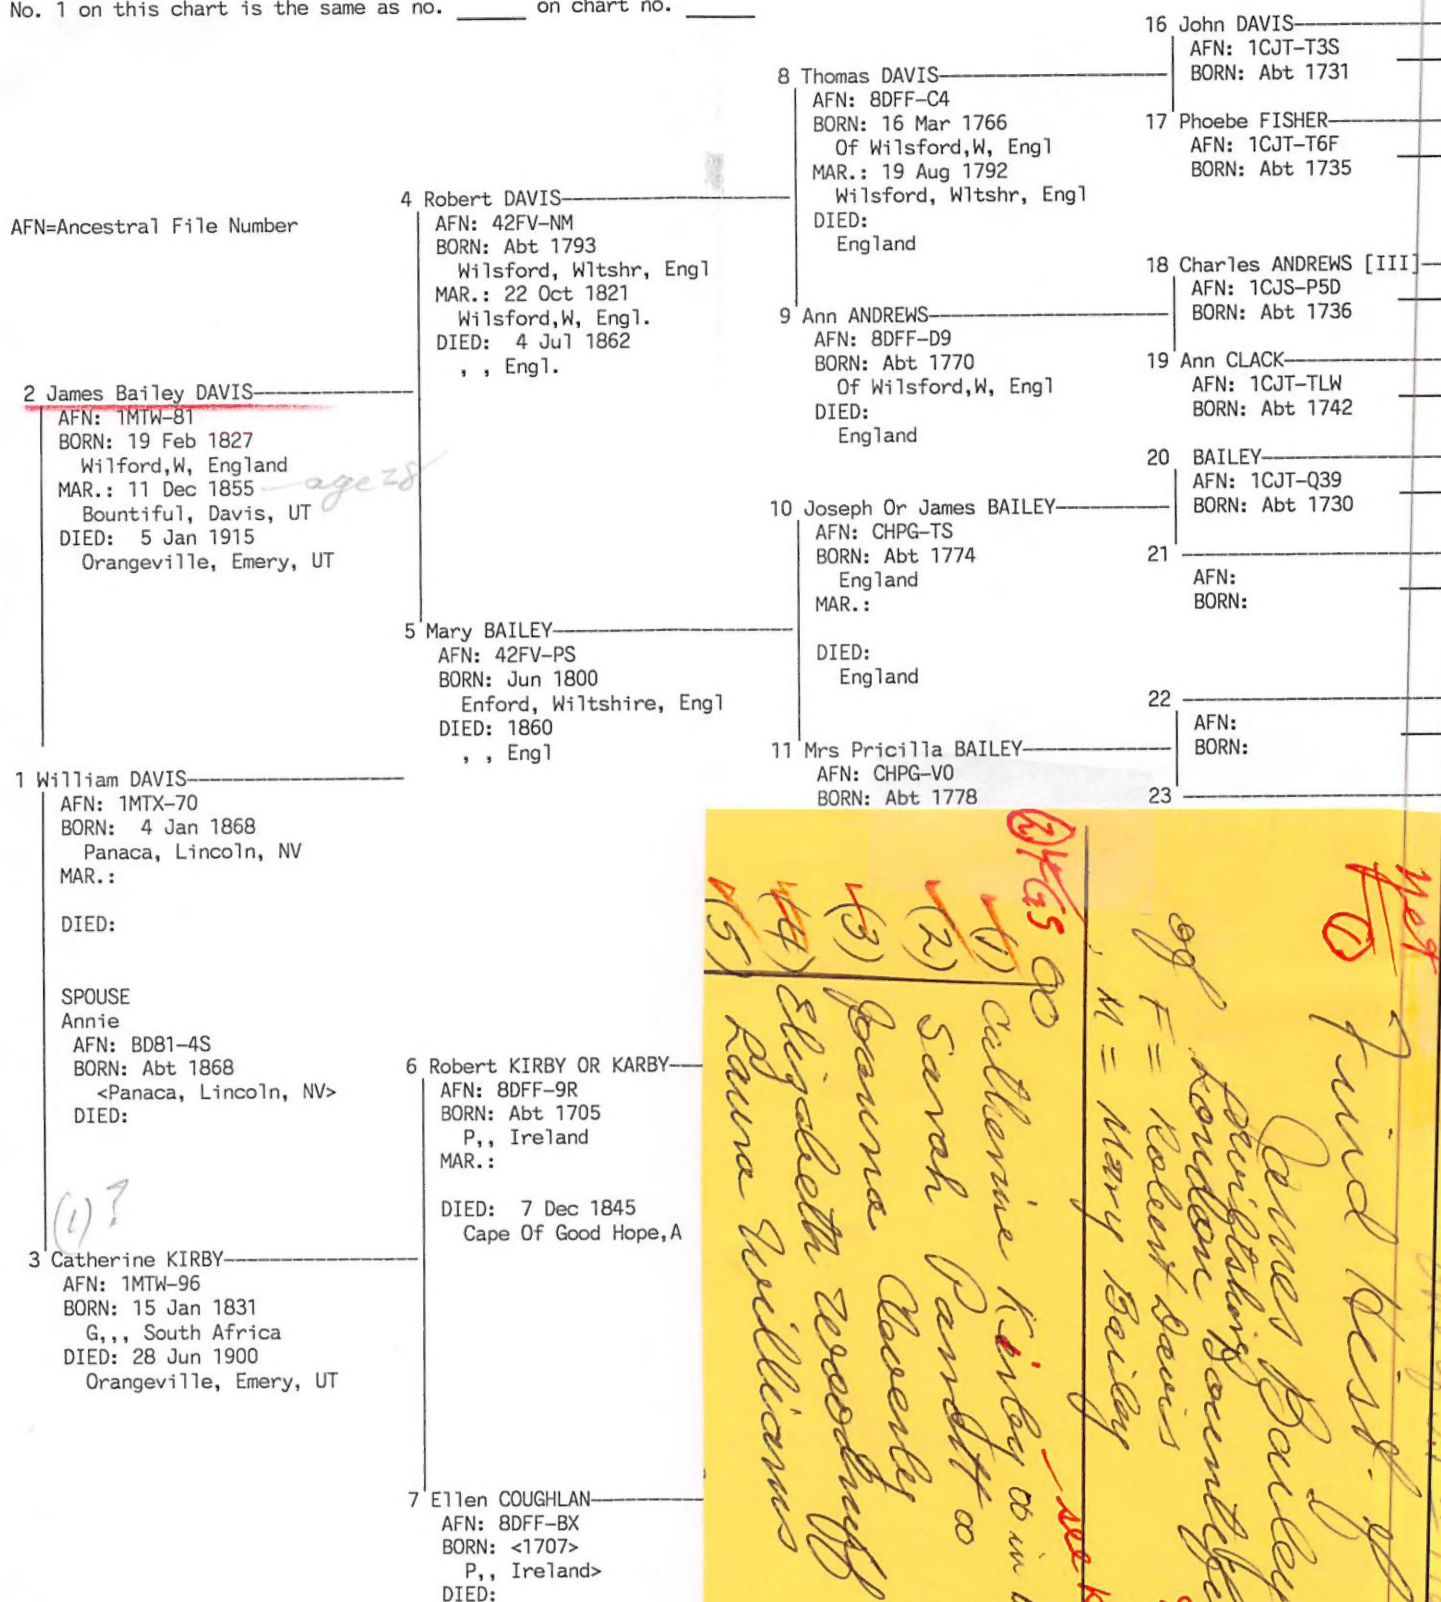 No. 1 on this chart is the same as no. ______ on chart no. ______
AFN=Ancestral File Number
2 James Bailey DAVIS
AFN: 1MTW-81
BORN: 19 Feb 1827
Wilford,W, England
MAR.: 11 Dec 1855 — age 28
Bountiful, Davis, UT
DIED: 5 Jan 1915
Orangeville, Emery, UT
1 William DAVIS
AFN: 1MTX-70
BORN: 4 Jan 1868
Panaca, Lincoln, NV
MAR.:
DIED:
SPOUSE
Annie
AFN: BD81-4S
BORN: Abt 1868
<Panaca, Lincoln, NV>
DIED:
(1)?
3 Catherine KIRBY
AFN: 1MTW-96
BORN: 15 Jan 1831
G,,, South Africa
DIED: 28 Jun 1900
Orangeville, Emery, UT
4 Robert DAVIS
AFN: 42FV-NM
BORN: Abt 1793
Wilsford, Wltshr, Engl
MAR.: 22 Oct 1821
Wilsford,W, Engl.
DIED: 4 Jul 1862
, , Engl.
5 Mary BAILEY
AFN: 42FV-PS
BORN: Jun 1800
Enford, Wiltshire, Engl
DIED: 1860
, , Engl
6 Robert KIRBY OR KARBY
AFN: 8DFF-9R
BORN: Abt 1705
P,, Ireland
MAR.:
DIED: 7 Dec 1845
Cape Of Good Hope,A
7 Ellen COUGHLAN
AFN: 8DFF-BX
BORN: <1707>
P,, Ireland>
DIED:
8 Thomas DAVIS
AFN: 8DFF-C4
BORN: 16 Mar 1766
Of Wilsford,W, Engl
MAR.: 19 Aug 1792
Wilsford, Wltshr, Engl
DIED:
England
9 Ann ANDREWS
AFN: 8DFF-D9
BORN: Abt 1770
Of Wilsford,W, Engl
DIED:
England
10 Joseph Or James BAILEY
AFN: CHPG-TS
BORN: Abt 1774
England
MAR.:
DIED:
England
11 Mrs Pricilla BAILEY
AFN: CHPG-V0
BORN: Abt 1778
16 John DAVIS
AFN: 1CJT-T3S
BORN: Abt 1731
17 Phoebe FISHER
AFN: 1CJT-T6F
BORN: Abt 1735
18 Charles ANDREWS [III]
AFN: 1CJS-P5D
BORN: Abt 1736
19 Ann CLACK
AFN: 1CJT-TLW
BORN: Abt 1742
20 BAILEY
AFN: 1CJT-Q39
BORN: Abt 1730
21
AFN:
BORN:
22
AFN:
BORN:
23
yet
① Find Hist. of
James Bailey
of London
F = Robert Davis
M = Mary Bailey
② FGS
— see
(1) Catherine Kirby ∞ in
(2) Sarah Panditt ∞
(3) Joanna
(4) Elizabeth Woodruff
(5) Laura Williams